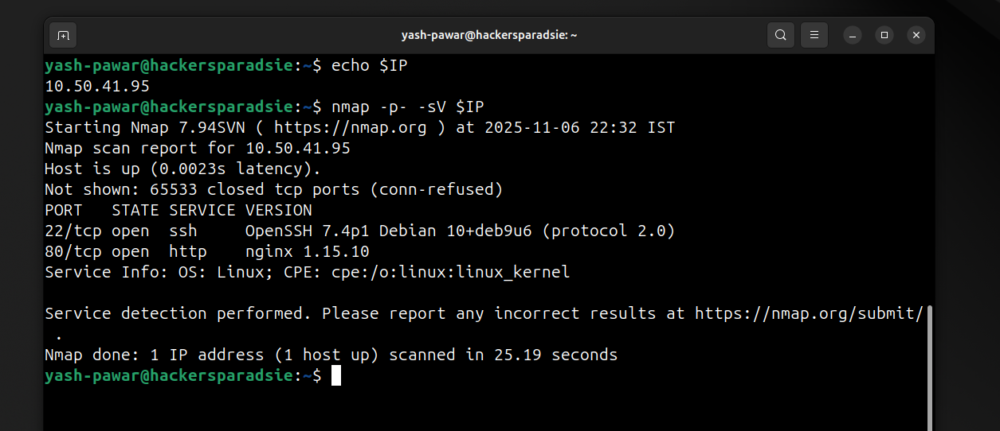 yash-pawar@hackersparadsie: ~
yash-pawar@hackersparadsie:~$ echo $IP
10.50.41.95
yash-pawar@hackersparadsie:~$ nmap -p- -sV $IP
Starting Nmap 7.94SVN ( https://nmap.org ) at 2025-11-06 22:32 IST
Nmap scan report for 10.50.41.95
Host is up (0.0023s latency).
Not shown: 65533 closed tcp ports (conn-refused)
PORT   STATE SERVICE VERSION
22/tcp open  ssh     OpenSSH 7.4p1 Debian 10+deb9u6 (protocol 2.0)
80/tcp open  http    nginx 1.15.10
Service Info: OS: Linux; CPE: cpe:/o:linux:linux_kernel
Service detection performed. Please report any incorrect results at https://nmap.org/submit/
 .
Nmap done: 1 IP address (1 host up) scanned in 25.19 seconds
yash-pawar@hackersparadsie:~$